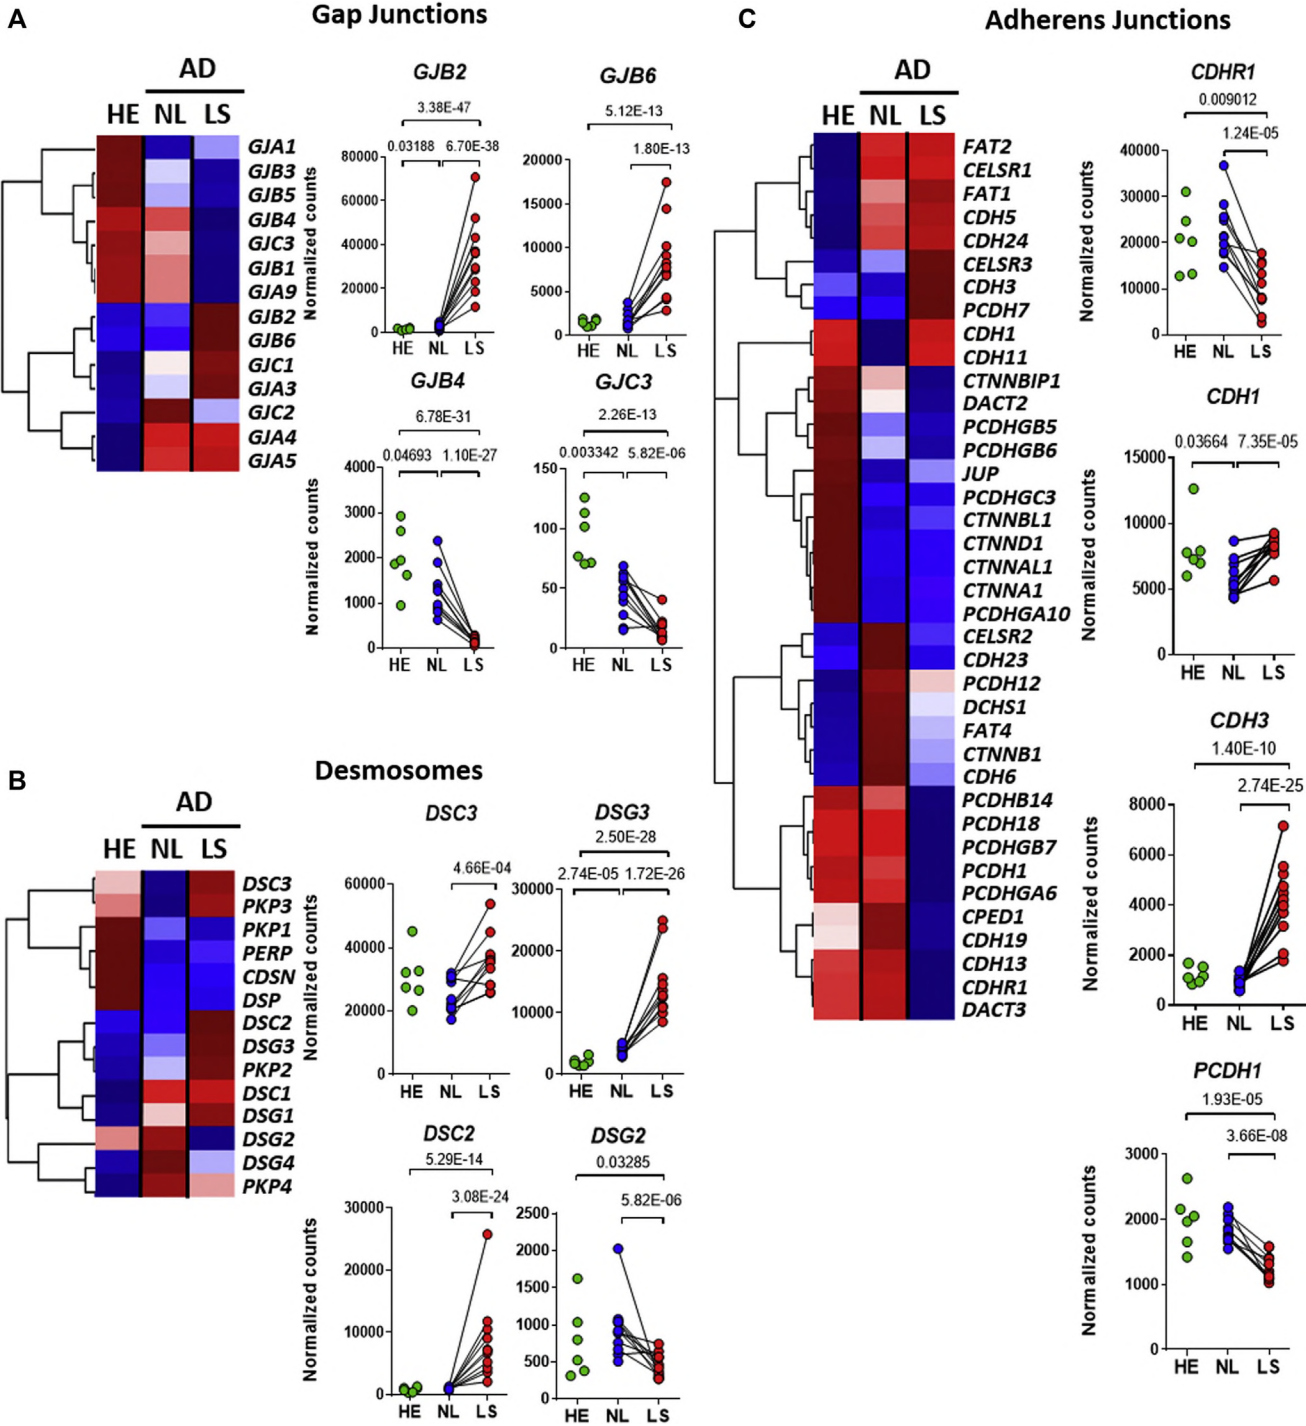 A
Gap Junctions
AD
HE NL LS
GJA1
GJB3
GJB5
GJB4
GJC3
GJB1
GJA9
GJB2
GJB6
GJC1
GJA3
GJC2
GJA4
GJA5
GJB2
3.38E-47
0.03188 6.70E-38
Normalized counts
80000
60000
40000
20000
0
HE NL LS
GJB6
5.12E-13
1.80E-13
20000
15000
10000
5000
0
HE NL LS
GJB4
6.78E-31
0.04693 1.10E-27
Normalized counts
4000
3000
2000
1000
0
HE NL LS
GJC3
2.26E-13
0.003342 5.82E-06
150
100
50
0
HE NL LS
B
Desmosomes
AD
HE NL LS
DSC3
PKP3
PKP1
PERP
CDSN
DSP
DSC2
DSG3
PKP2
DSC1
DSG1
DSG2
DSG4
PKP4
DSC3
4.66E-04
Normalized counts
60000
40000
20000
0
HE NL LS
DSG3
2.50E-28
2.74E-05 1.72E-26
30000
20000
10000
0
HE NL LS
DSC2
5.29E-14
3.08E-24
Normalized counts
30000
20000
10000
0
HE NL LS
DSG2
0.03285
5.82E-06
2500
2000
1500
1000
500
0
HE NL LS
C
Adherens Junctions
AD
HE NL LS
FAT2
CELSR1
FAT1
CDH5
CDH24
CELSR3
CDH3
PCDH7
CDH1
CDH11
CTNNBIP1
DACT2
PCDHGB5
PCDHGB6
JUP
PCDHGC3
CTNNBL1
CTNND1
CTNNAL1
CTNNA1
PCDHGA10
CELSR2
CDH23
PCDH12
DCHS1
FAT4
CTNNB1
CDH6
PCDHB14
PCDH18
PCDHGB7
PCDH1
PCDHGA6
CPED1
CDH19
CDH13
CDHR1
DACT3
CDHR1
0.009012
1.24E-05
Normalized counts
40000
30000
20000
10000
0
HE NL LS
CDH1
0.03664 7.35E-05
Normalized counts
15000
10000
5000
0
HE NL LS
CDH3
1.40E-10
2.74E-25
Normalized counts
8000
6000
4000
2000
0
HE NL LS
PCDH1
1.93E-05
3.66E-08
Normalized counts
3000
2000
1000
0
HE NL LS